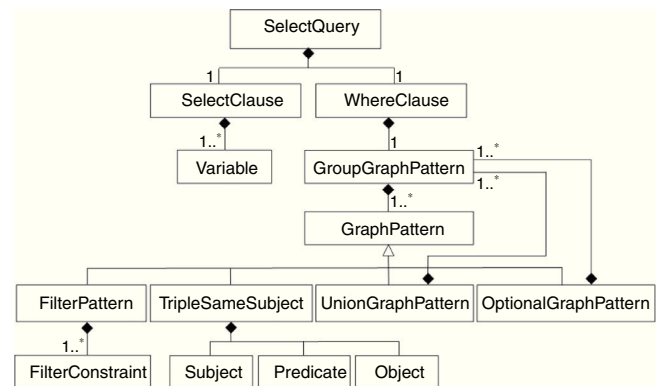 SelectQuery
1 1
SelectClause WhereClause
1..* 1 1..*
Variable GroupGraphPattern 1..*
1..*
GraphPattern
FilterPattern TripleSameSubject UnionGraphPattern OptionalGraphPattern
1..*
FilterConstraint Subject Predicate Object